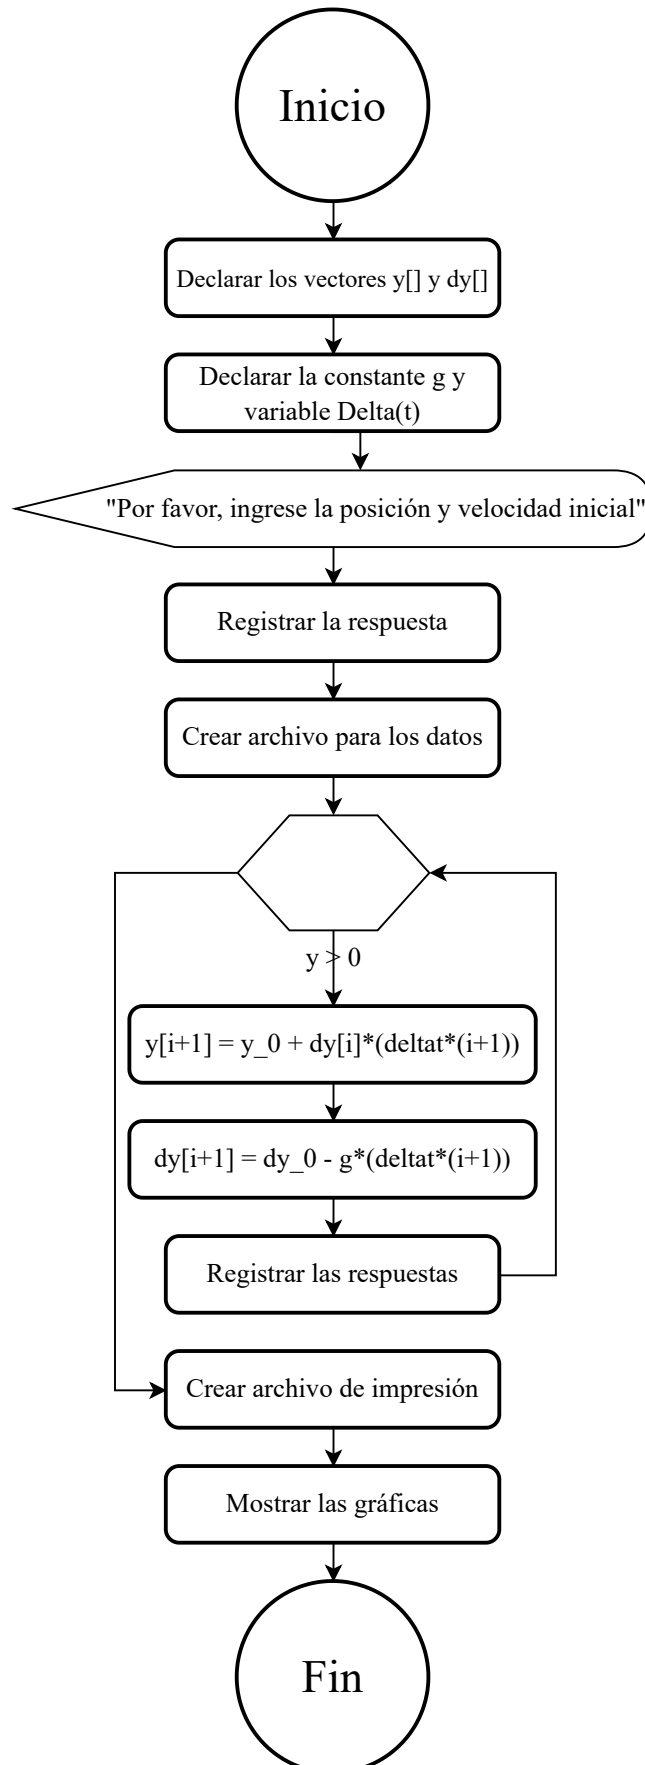 Inicio
Declarar los vectores y[] y dy[]
Declarar la constante g y
variable Delta(t)
"Por favor, ingrese la posición y velocidad inicial"
Registrar la respuesta
Crear archivo para los datos
y > 0
y[i+1] = y_0 + dy[i]*(deltat*(i+1))
dy[i+1] = dy_0 - g*(deltat*(i+1))
Registrar las respuestas
Crear archivo de impresión
Mostrar las gráficas
Fin